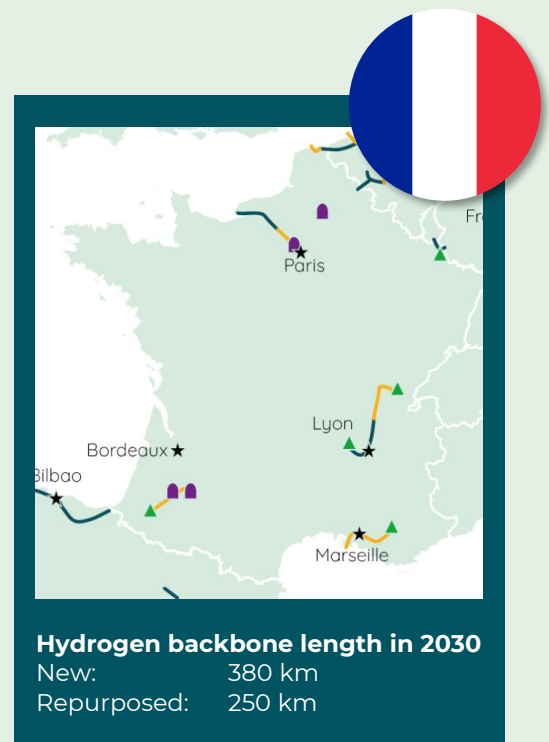 Fr
Paris
Lyon
Bordeaux
Bilbao
Marseille
Hydrogen backbone length in 2030
New: 380 km
Repurposed: 250 km